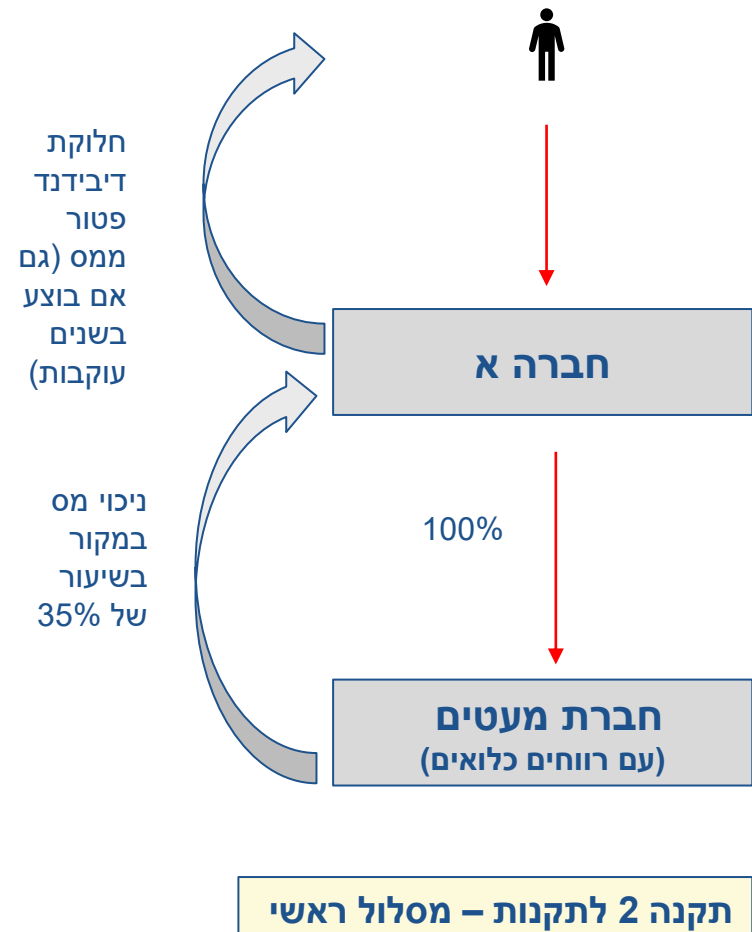 חלוקת
דיבידנד
פטור
ממס (גם
אם בוצע
בשנים
עוקבות)
חברה א
ניכוי מס
במקור
בשיעור
של 35%
100%
חברת מעטים
(עם רווחים כלואים)
תקנה 2 לתקנות – מסלול ראשי